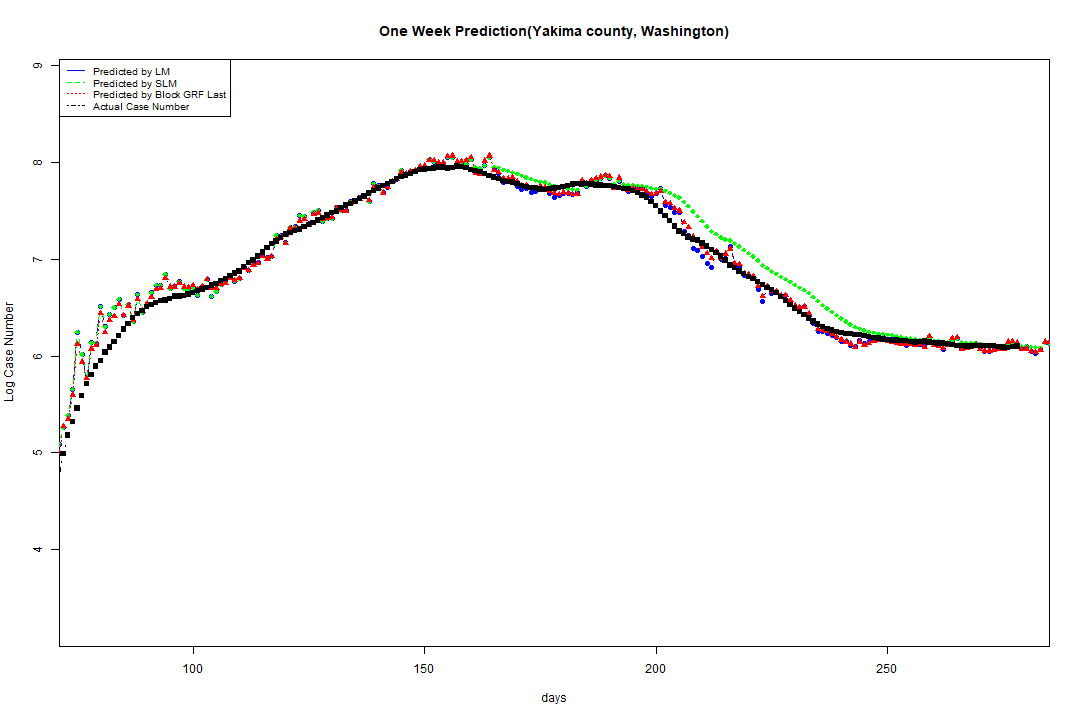 One Week Prediction(Yakima county, Washington)
Predicted by LM
Predicted by SLM
Predicted by Block GRF Last
Actual Case Number
9
8
7
6
5
4
Log Case Number
100 150 200 250
days